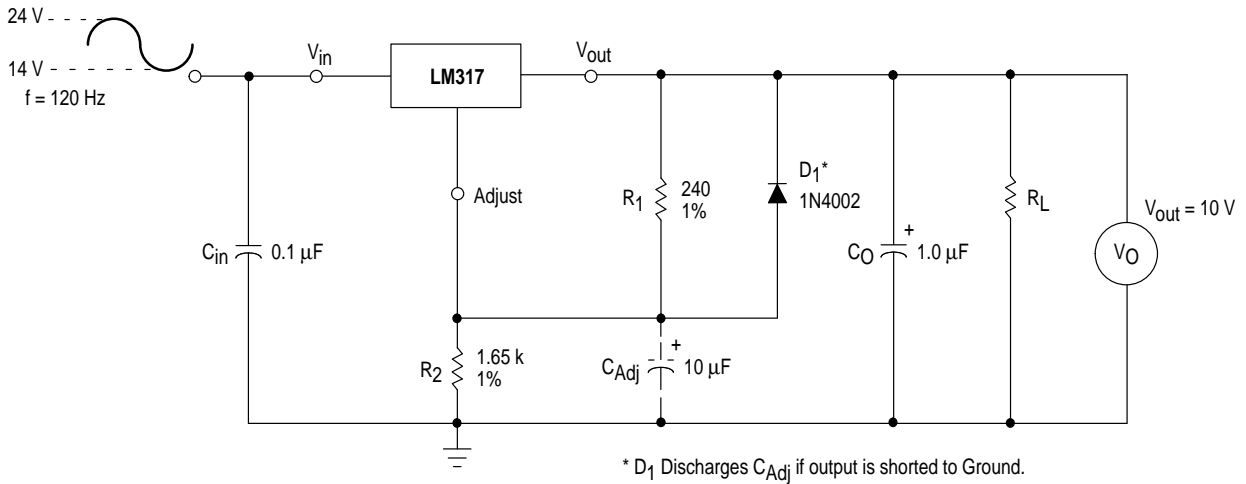 24 V
14 V
f = 120 Hz
Vin
LM317
Vout
Adjust
Cin
0.1 μF
R1
240
1%
D1*
1N4002
CO
+
1.0 μF
RL
Vout = 10 V
VO
R2
1.65 k
1%
CAdj
+
10 μF
* D1 Discharges CAdj if output is shorted to Ground.